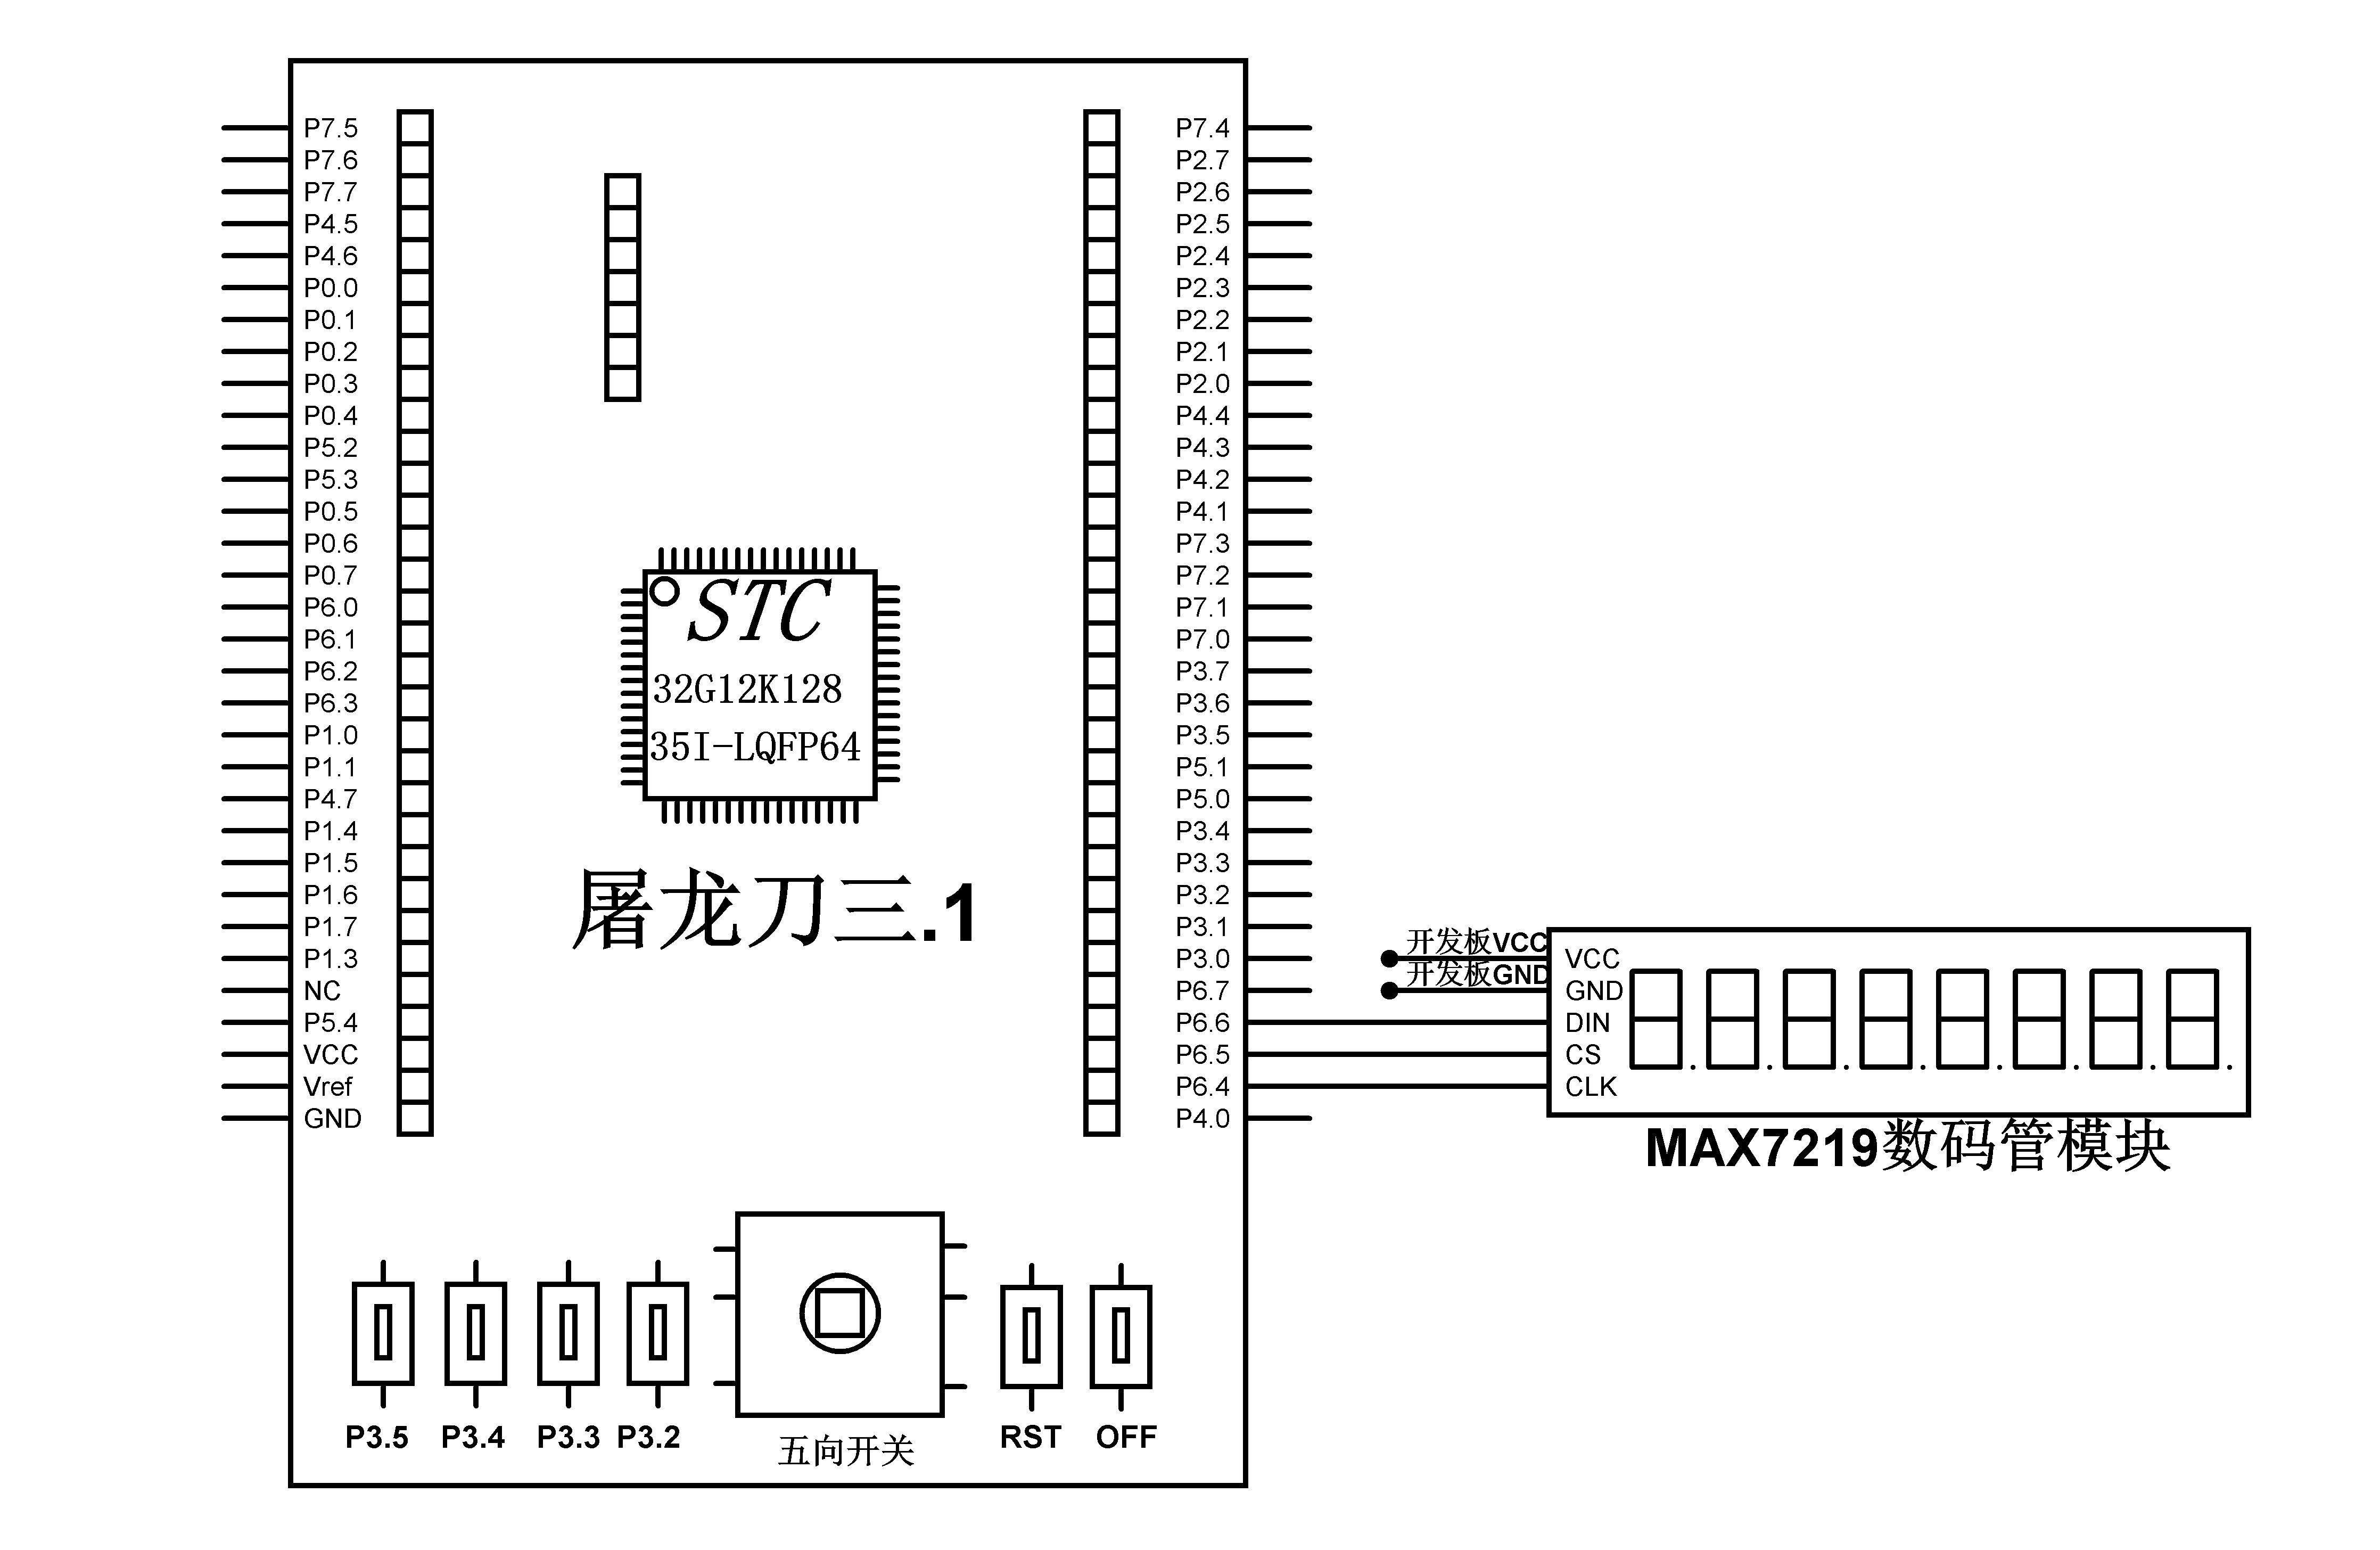 P7.5
P7.6
P7.7
P4.5
P4.6
P0.0
P0.1
P0.2
P0.3
P0.4
P5.2
P5.3
P0.5
P0.6
P0.7
P6.0
P6.1
P6.2
P6.3
P1.0
P1.1
P4.7
P1.4
P1.5
P1.6
P1.7
P1.3
NC
P5.4
VCC
Vref
GND
STC
32G12K128
35I-LQFP64
屠龙刀三.1
P7.4
P2.7
P2.6
P2.5
P2.4
P2.3
P2.2
P2.1
P2.0
P4.4
P4.3
P4.2
P4.1
P7.3
P7.2
P7.1
P7.0
P3.7
P3.6
P3.5
P5.1
P5.0
P3.4
P3.3
P3.2
P3.1
P3.0
P6.7
P6.6
P6.5
P6.4
P4.0
开发板VCC
开发板GND
VCC
GND
DIN
CS
CLK
8.8.8.8.8.8.8.8.
MAX7219数码管模块
P3.5 P3.4 P3.3 P3.2 五向开关 RST OFF